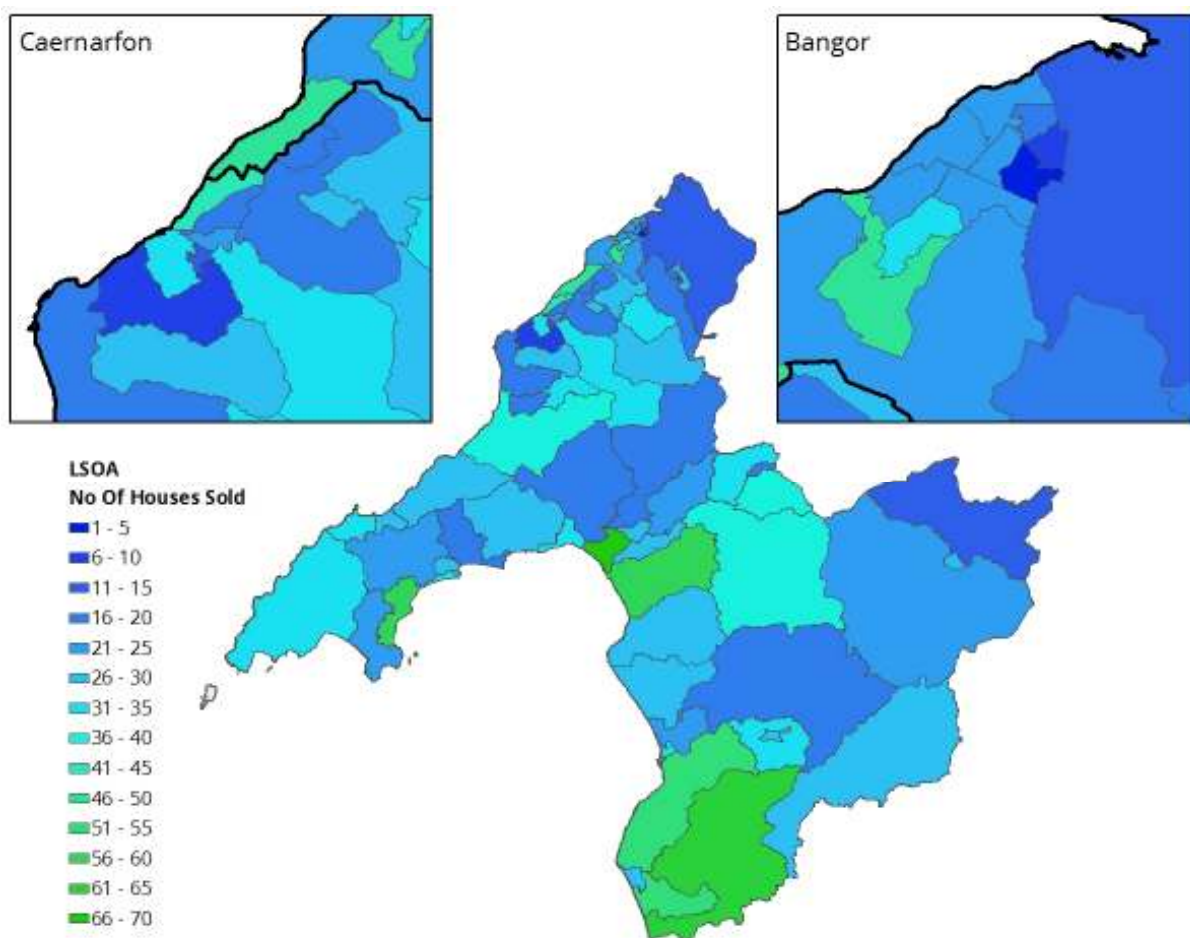 Caernarfon
Bangor
LSOA
No Of Houses Sold
1 - 5
6 - 10
11 - 15
16 - 20
21 - 25
26 - 30
31 - 35
36 - 40
41 - 45
46 - 50
51 - 55
56 - 60
61 - 65
66 - 70